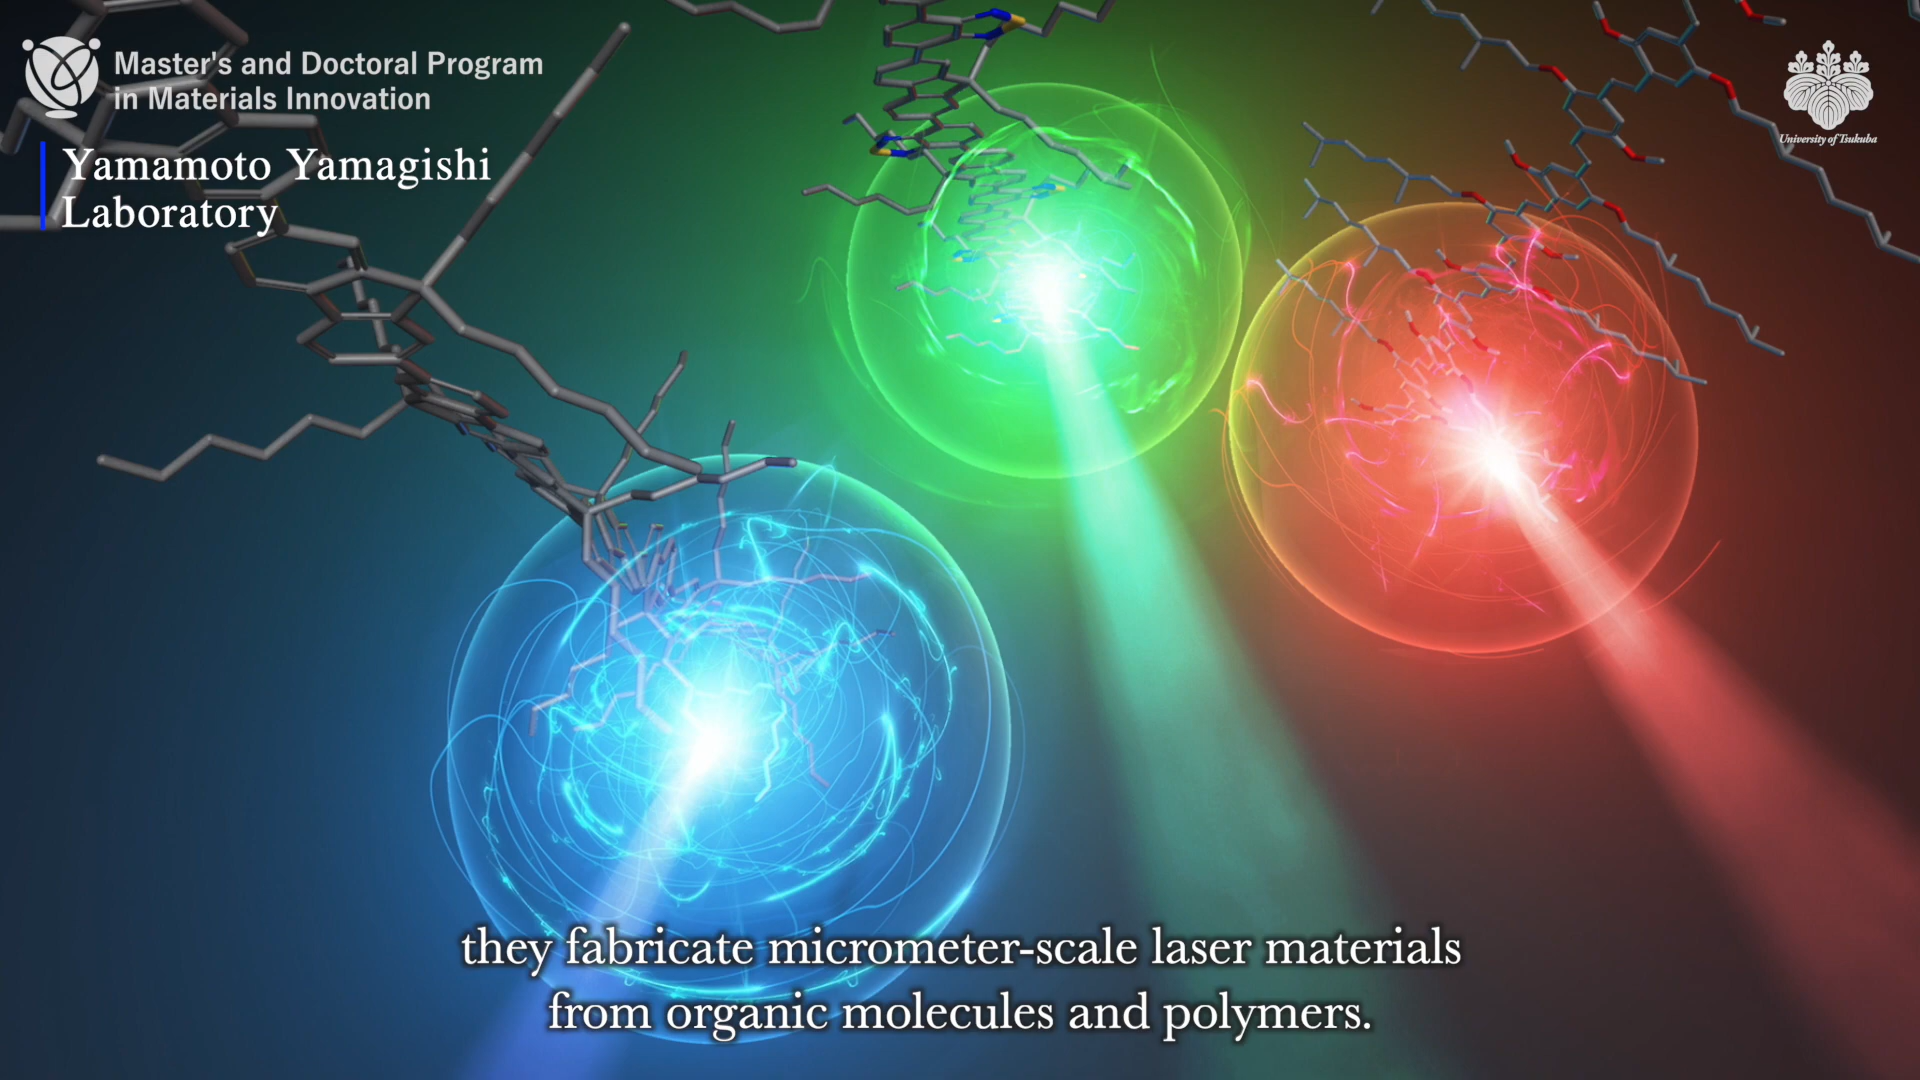 Master's and Doctoral Program
in Materials Innovation
Yamamoto Yamagishi
Laboratory
University of Tsukuba
they fabricate micrometer-scale laser materials
from organic molecules and polymers.